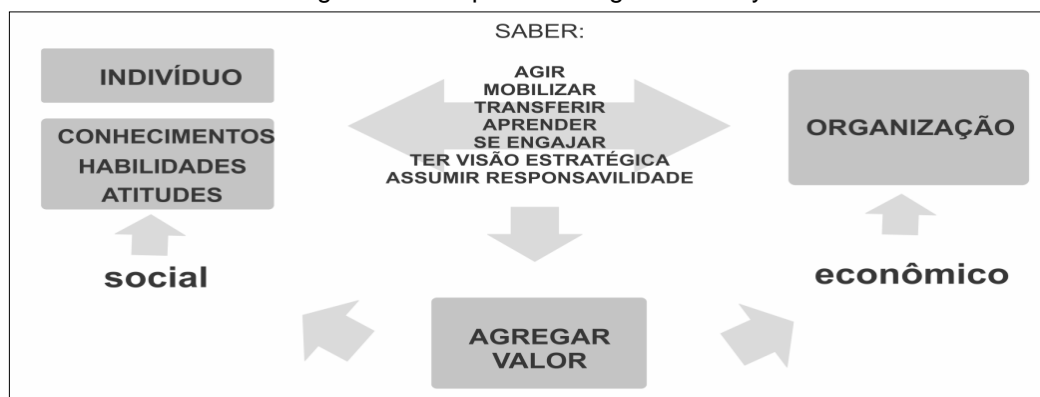 SABER:
INDIVÍDUO
CONHECIMENTOS
HABILIDADES
ATITUDES
AGIR
MOBILIZAR
TRANSFERIR
APRENDER
SE ENGAJAR
TER VISÃO ESTRATÉGICA
ASSUMIR RESPONSAVILIDADE
ORGANIZAÇÃO
social
econômico
AGREGAR
VALOR